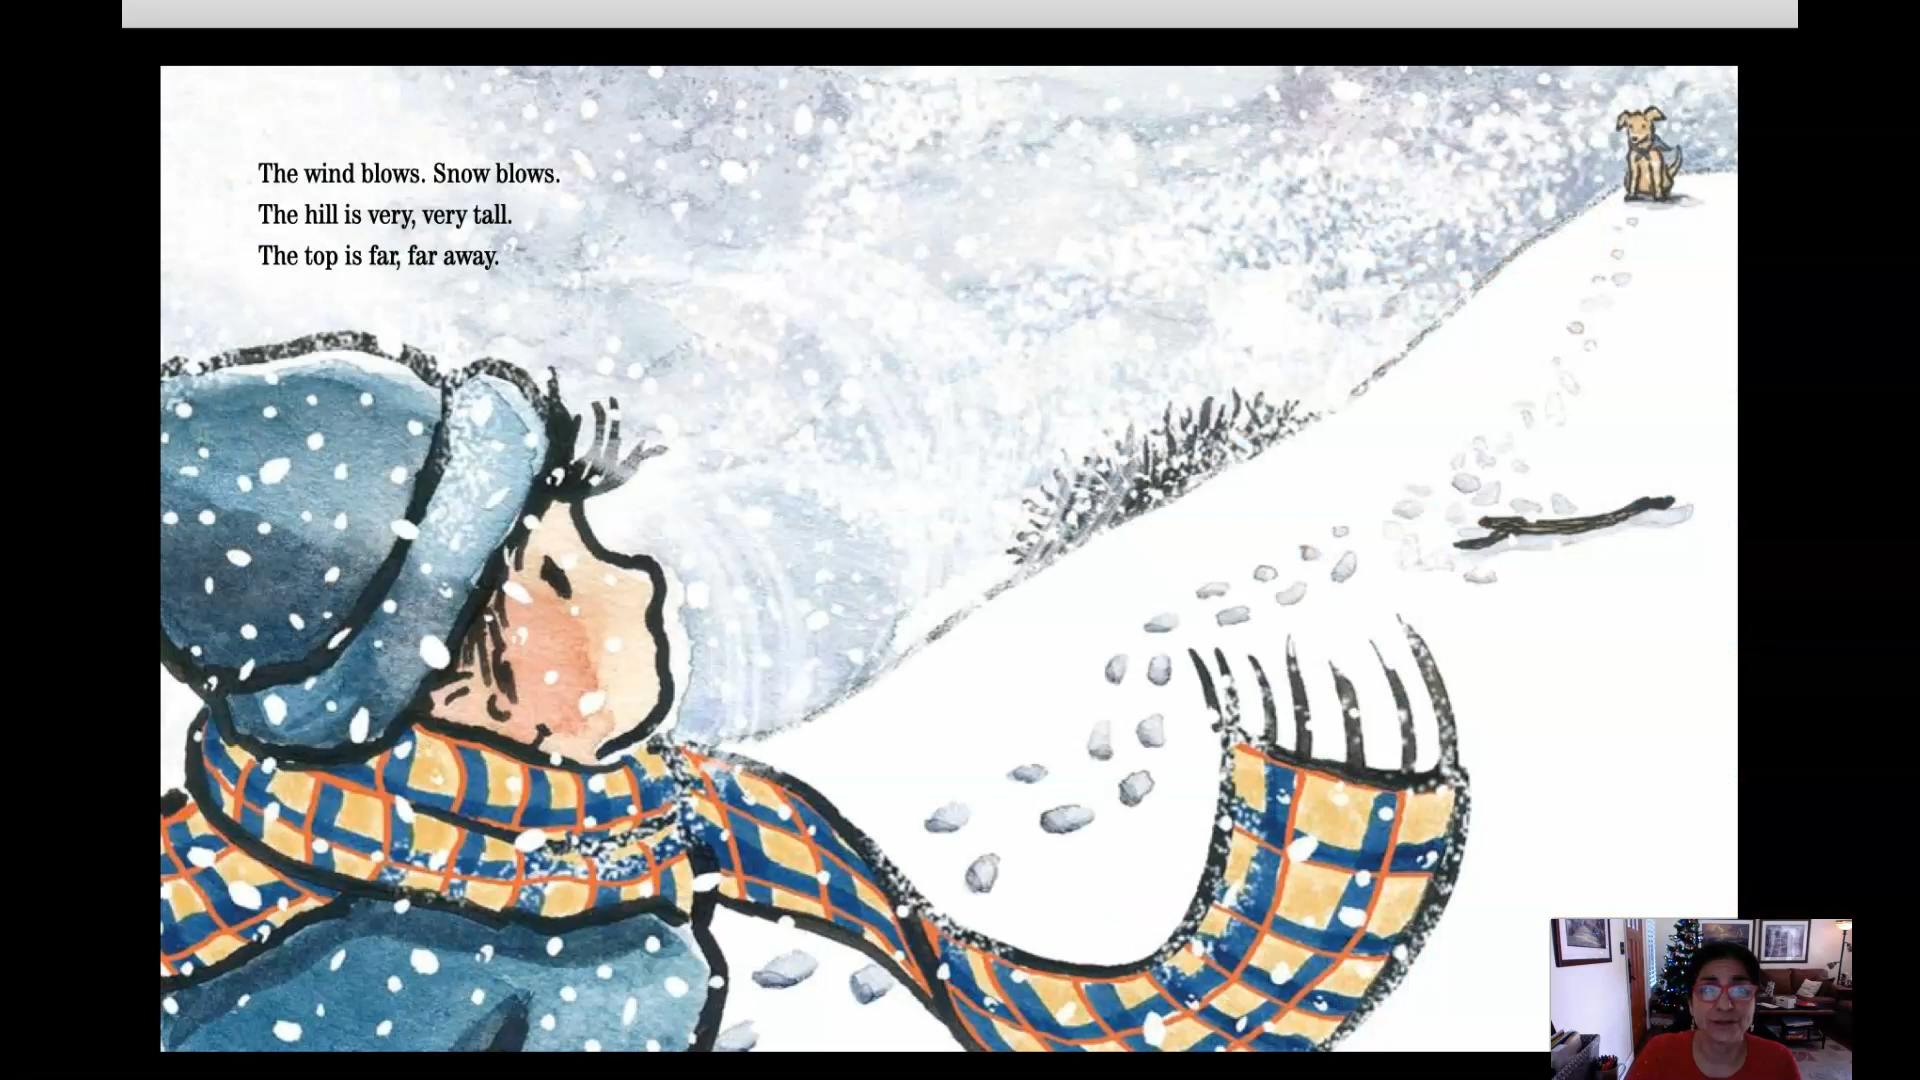 The wind blows. Snow blows.
The hill is very, very tall.
The top is far, far away.